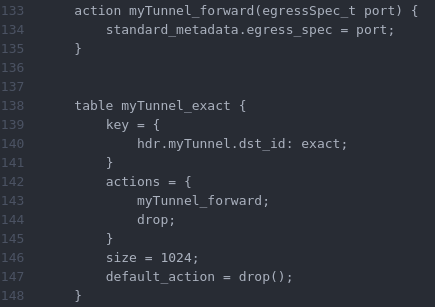 133 action myTunnel_forward(egressSpec_t port) {
134 standard_metadata.egress_spec = port;
135 }
136
137
138 table myTunnel_exact {
139 key = {
140 hdr.myTunnel.dst_id: exact;
141 }
142 actions = {
143 myTunnel_forward;
144 drop;
145 }
146 size = 1024;
147 default_action = drop();
148 }